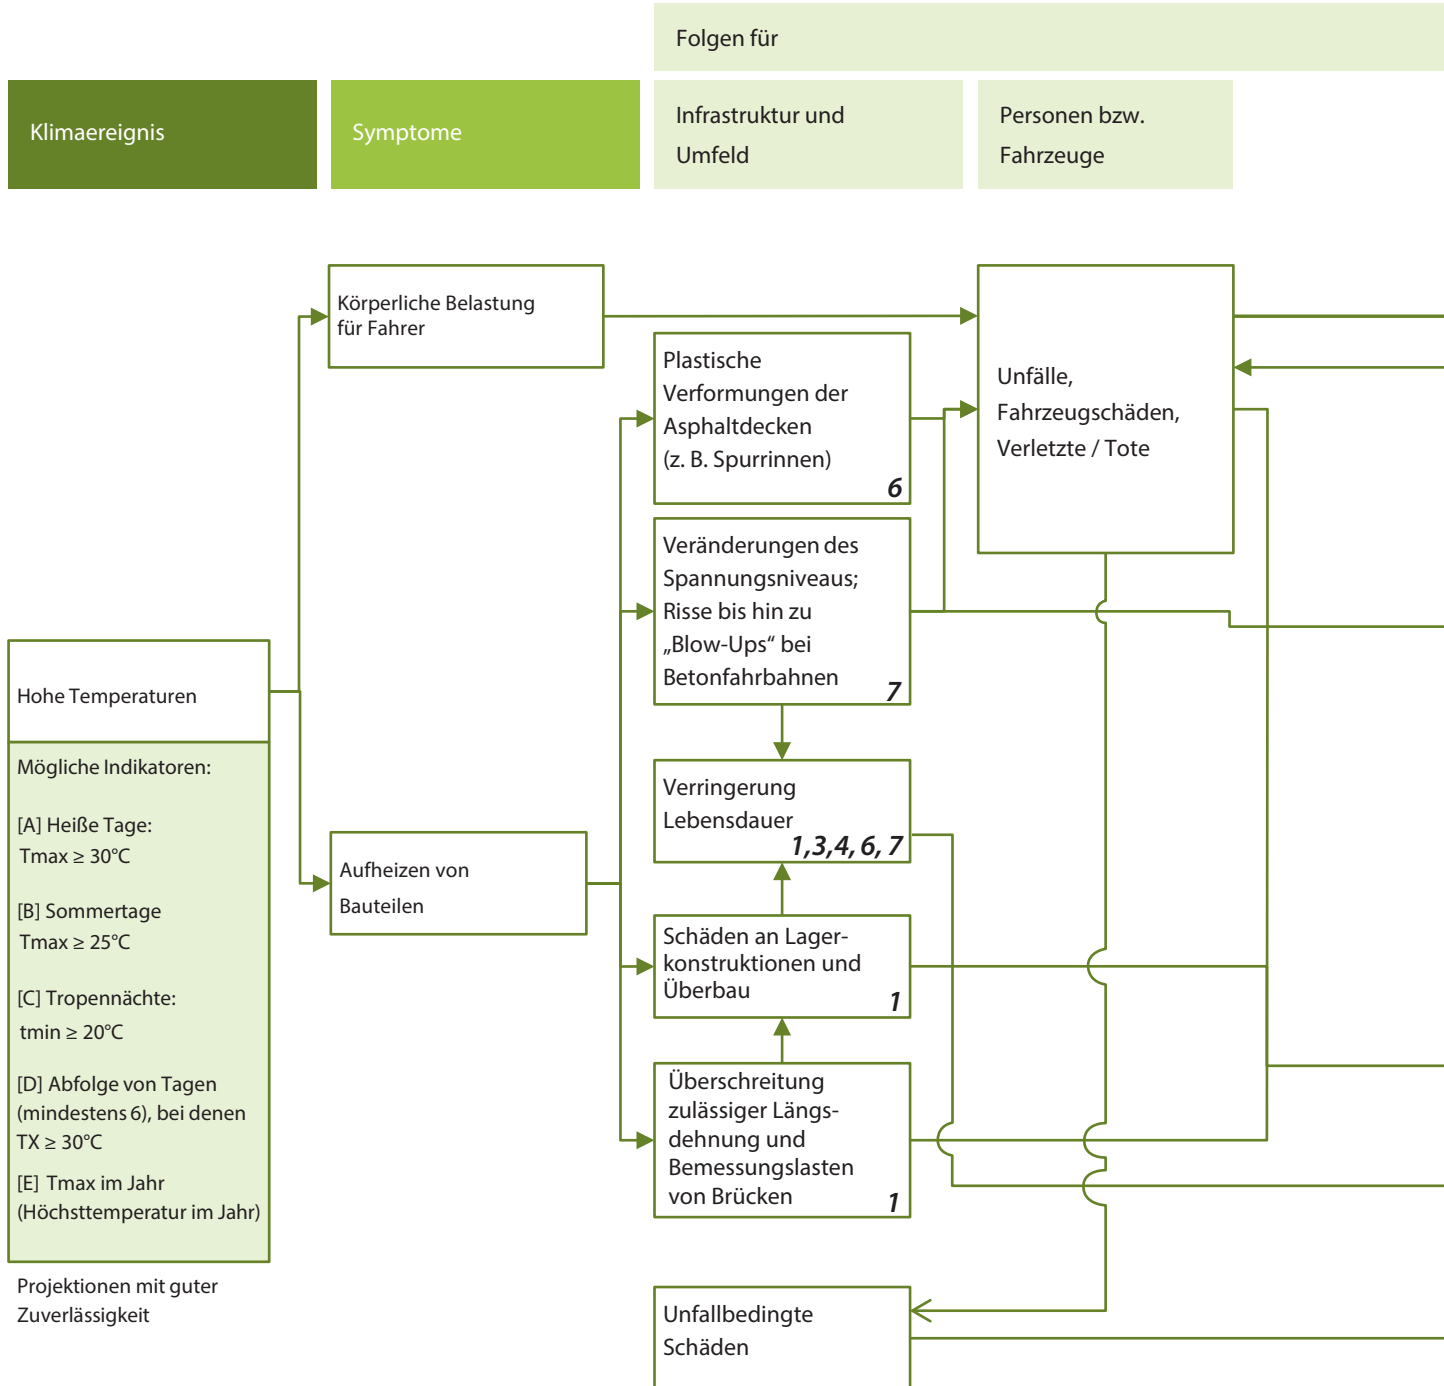 Folgen für
Klimaereignis
Symptome
Infrastruktur und
Umfeld
Personen bzw.
Fahrzeuge
Körperliche Belastung
für Fahrer
Plastische
Verformungen der
Asphaltdecken
(z. B. Spurrinnen)
6
Unfälle,
Fahrzeugschäden,
Verletzte / Tote
Veränderungen des
Spannungsniveaus;
Risse bis hin zu
„Blow-Ups“ bei
Betonfahrbahnen
7
Hohe Temperaturen
Mögliche Indikatoren:
[A] Heiße Tage:
Tmax ≥ 30°C
[B] Sommertage
Tmax ≥ 25°C
[C] Tropennächte:
tmin ≥ 20°C
[D] Abfolge von Tagen
(mindestens 6), bei denen
TX ≥ 30°C
[E] Tmax im Jahr
(Höchsttemperatur im Jahr)
Projektionen mit guter
Zuverlässigkeit
Aufheizen von
Bauteilen
Verringerung
Lebensdauer
1,3,4, 6, 7
Schäden an Lager-
konstruktionen und
Überbau
1
Überschreitung
zulässiger Längs-
dehnung und
Bemessungslasten
von Brücken
1
Unfallbedingte
Schäden